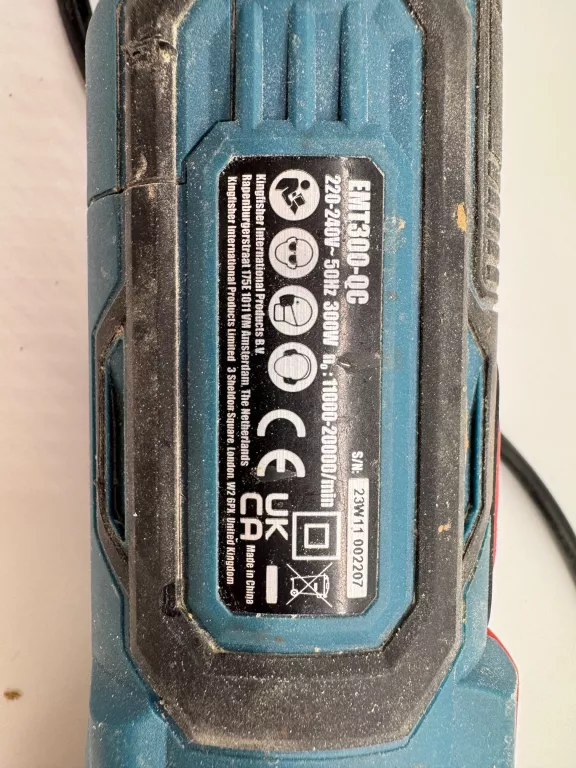 EMT300-QC
S/N: 23W11 002207
220-240V~ 50Hz 300W n₀: 11000-20000/min
CE
UK
CA
Kingfisher International Products B.V.
Rapenburgerstraat 175E 1011 VM Amsterdam, The Netherlands
Kingfisher International Products Limited 3 Sheldon Square, London, W2 6PX, United Kingdom
Made in China